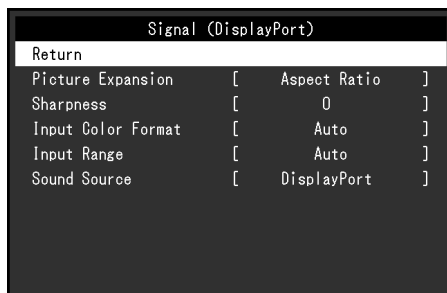 Signal (DisplayPort)
Return
Picture Expansion [ Aspect Ratio ]
Sharpness [ 0 ]
Input Color Format [ Auto ]
Input Range [ Auto ]
Sound Source [ DisplayPort ]